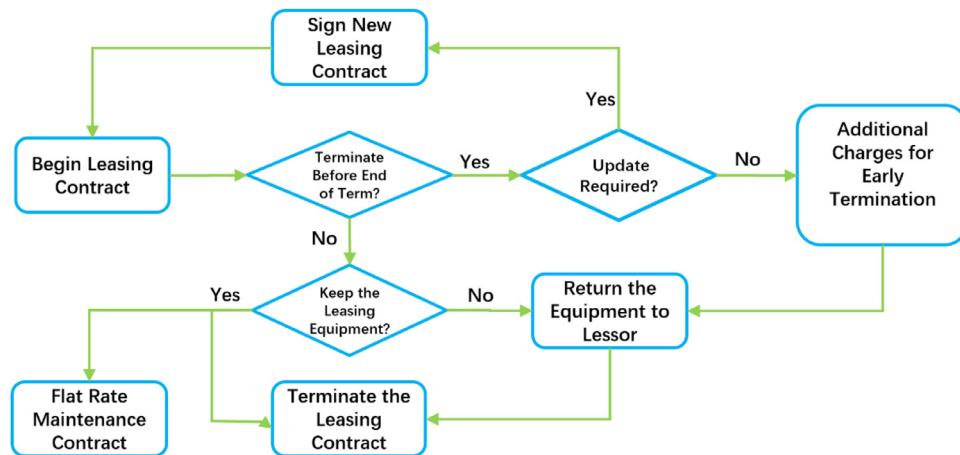 Sign New
Leasing
Contract
Yes
Begin Leasing
Contract
Terminate
Before End
of Term?
Yes
Update
Required?
No
Additional
Charges for
Early
Termination
No
Yes
Keep the
Leasing
Equipment?
No
Return the
Equipment to
Lessor
Flat Rate
Maintenance
Contract
Terminate the
Leasing
Contract